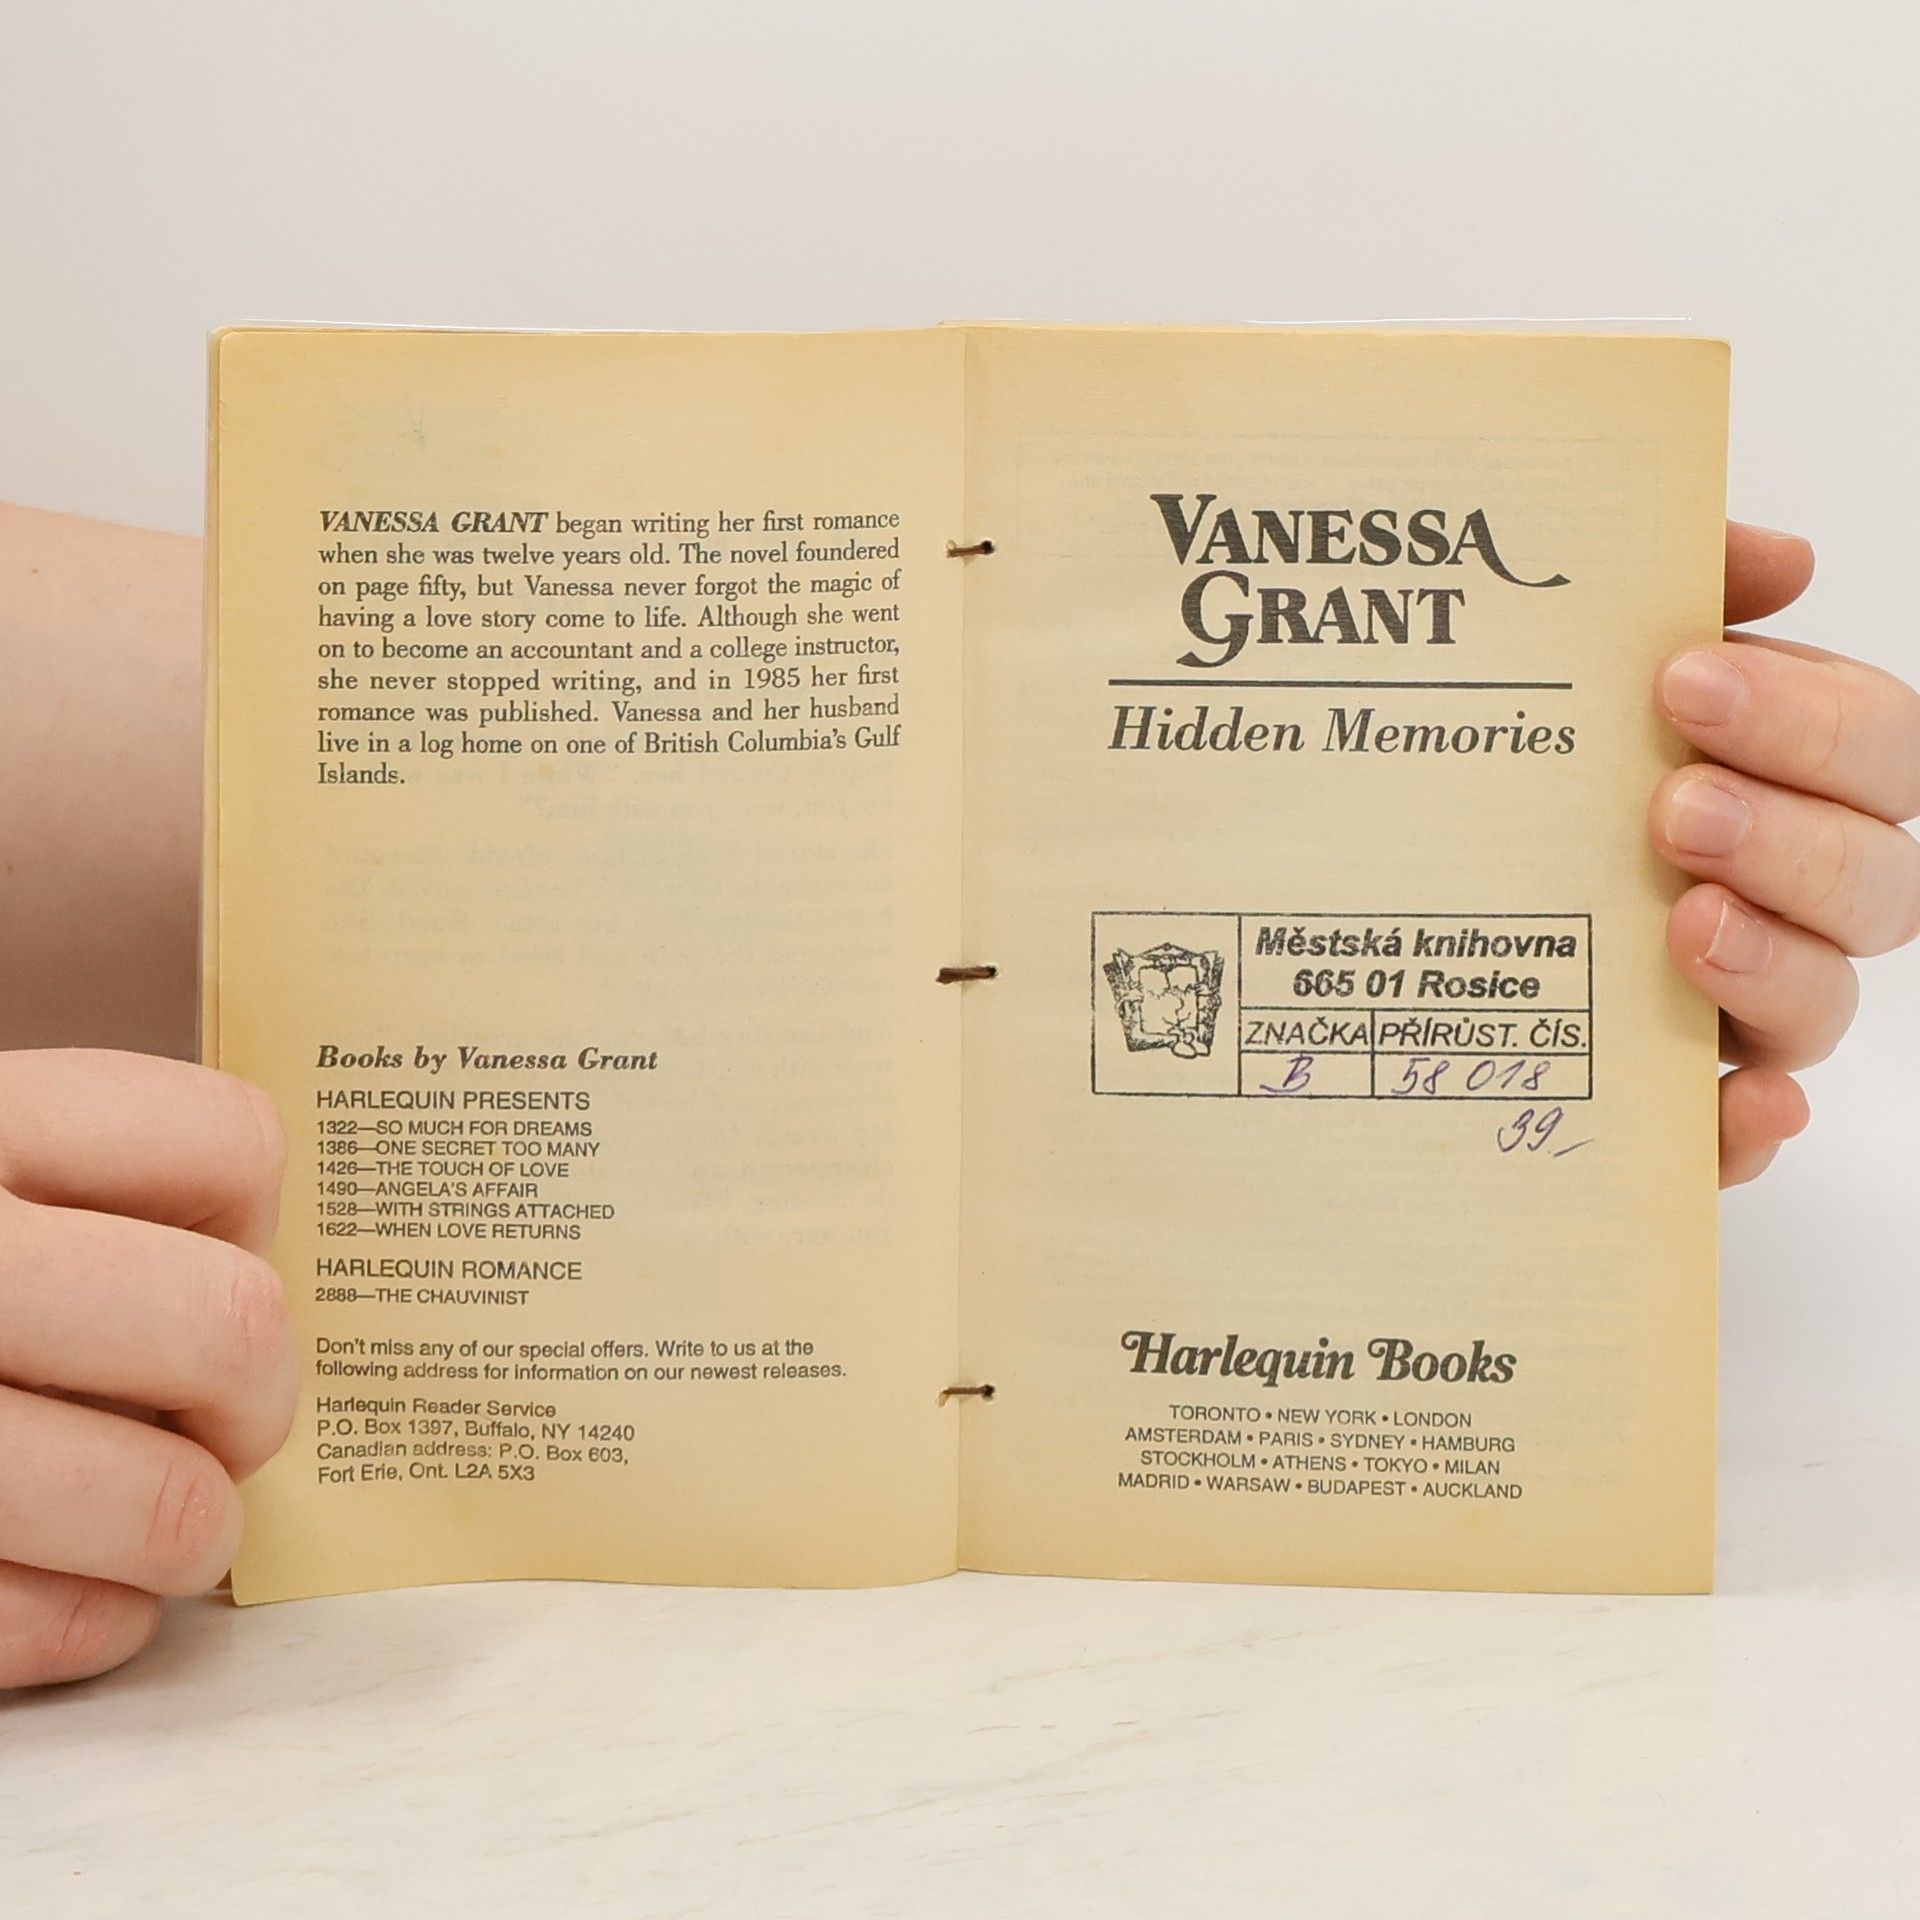 VANESSA GRANT began writing her first romance
when she was twelve years old. The novel foundered
on page fifty, but Vanessa never forgot the magic of
having a love story come to life. Although she went
on to become an accountant and a college instructor,
she never stopped writing, and in 1985 her first
romance was published. Vanessa and her husband
live in a log home on one of British Columbia's Gulf
Islands.
Books by Vanessa Grant
HARLEQUIN PRESENTS
1322—SO MUCH FOR DREAMS
1386—ONE SECRET TOO MANY
1426—THE TOUCH OF LOVE
1490—ANGELA'S AFFAIR
1528—WITH STRINGS ATTACHED
1622—WHEN LOVE RETURNS
HARLEQUIN ROMANCE
2888—THE CHAUVINIST
Don't miss any of our special offers. Write to us at the
following address for information on our newest releases.
Harlequin Reader Service
P.O. Box 1397, Buffalo, NY 14240
Canadian address: P.O. Box 603,
Fort Erie, Ont. L2A 5X3
VANESSA
GRANT
Hidden Memories
Městská knihovna
665 01 Rosice
ZNAČKA PŘÍRŮST. ČÍS.
B 58 018
39,-
Harlequin Books
TORONTO • NEW YORK • LONDON
AMSTERDAM • PARIS • SYDNEY • HAMBURG
STOCKHOLM • ATHENS • TOKYO • MILAN
MADRID • WARSAW • BUDAPEST • AUCKLAND